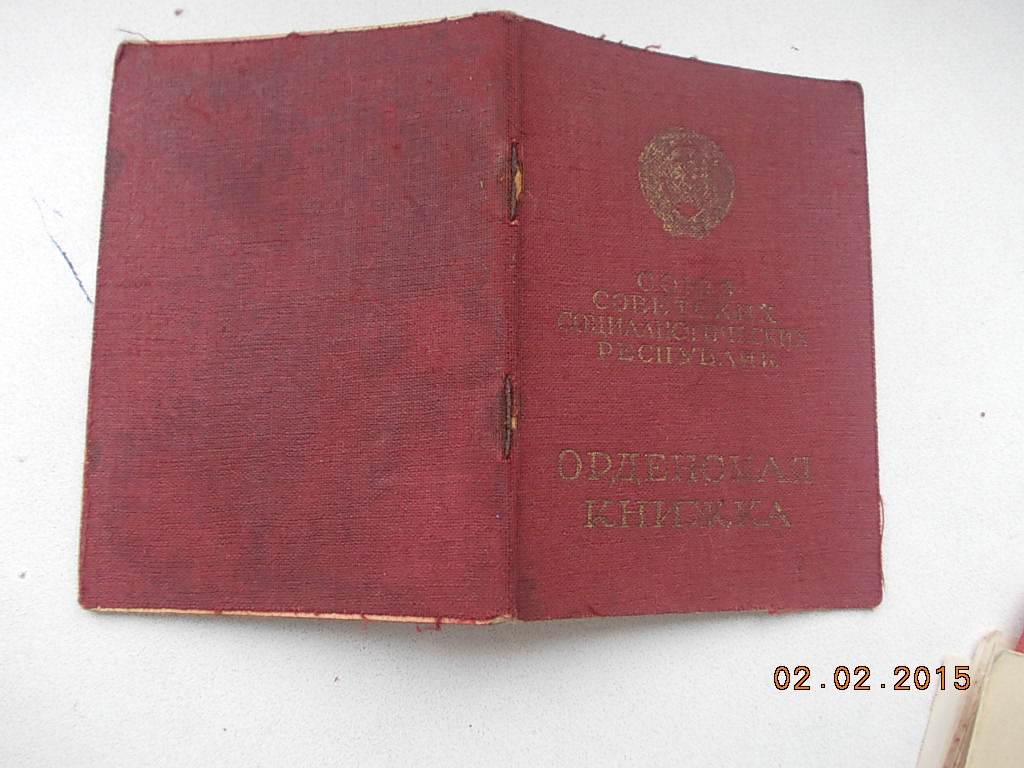 СОЮЗ
СОВЕТСКИХ
СОЦИАЛИСТИЧЕСКИХ
РЕСПУБЛИК
ОРДЕНСКАЯ
КНИЖКА
02.02.2015